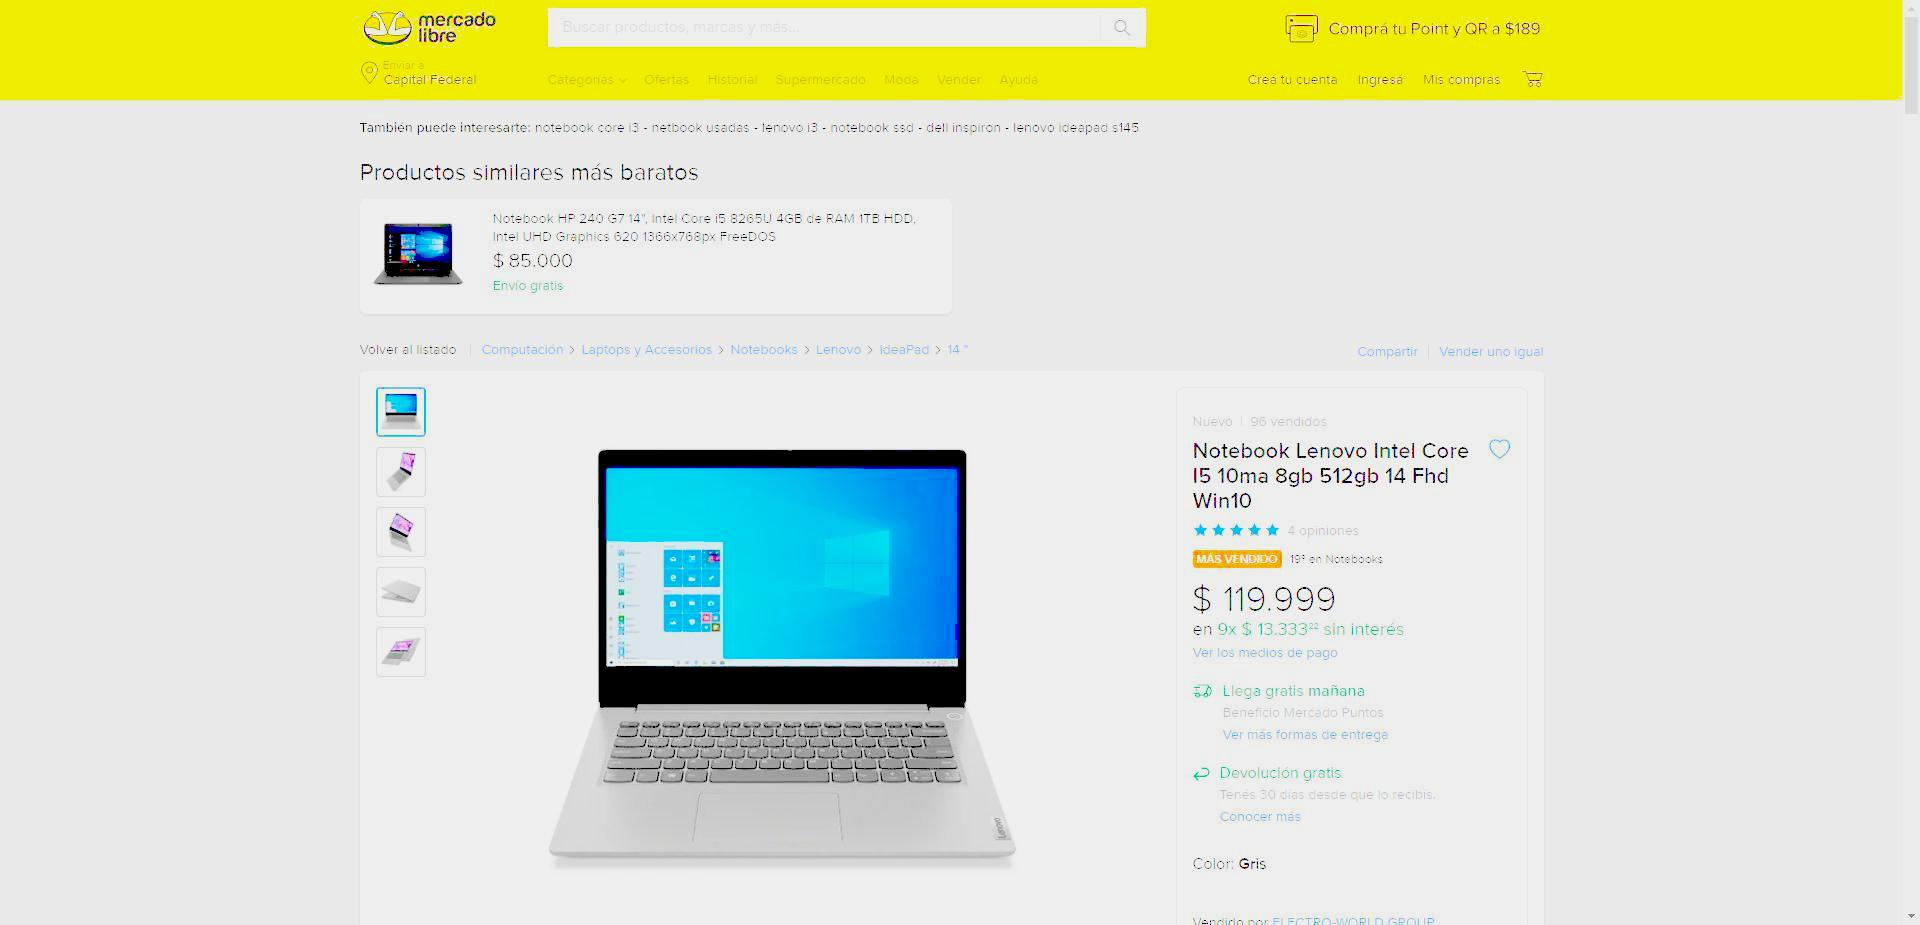 mercado
libre
Buscar productos, marcas y más...
Comprá tu Point y QR a $189
Enviar a
Capital Federal
Categorías Ofertas Historial Supermercado Moda Vender Ayuda
Creá tu cuenta Ingresá Mis compras
También puede interesarte: notebook core i3 - netbook usadas - lenovo i3 - notebook ssd - dell inspiron - lenovo ideapad s145
Productos similares más baratos
Notebook HP 240 G7 14", Intel Core i5 8265U 4GB de RAM 1TB HDD,
Intel UHD Graphics 620 1366x768px FreeDOS
$ 85.000
Envío gratis
Volver al listado Computación > Laptops y Accesorios > Notebooks > Lenovo > IdeaPad > 14 "
Compartir Vender uno igual
Nuevo | 96 vendidos
Notebook Lenovo Intel Core
I5 10ma 8gb 512gb 14 Fhd
Win10
4 opiniones
MÁS VENDIDO 19º en Notebooks
$ 119.999
en 9x $ 13.333²² sin interés
Ver los medios de pago
Llega gratis mañana
Beneficio Mercado Puntos
Ver más formas de entrega
Devolución gratis
Tenés 30 días desde que lo recibís.
Conocer más
Color: Gris
Vendido por ELECTRO-WORLD GROUP
Lenovo